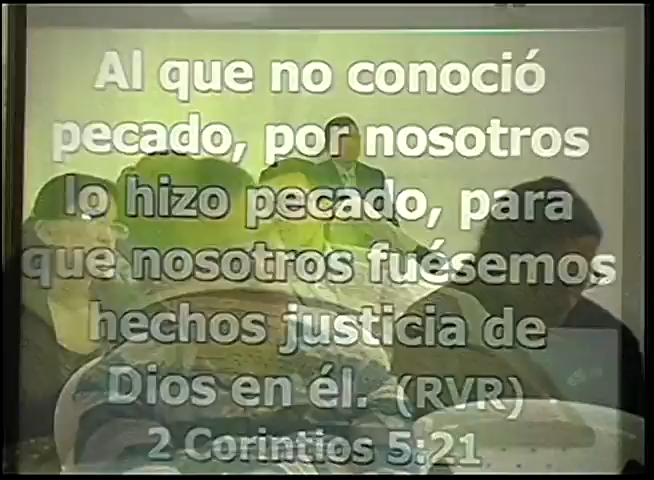 Al que no conoció
pecado, por nosotros
lo hizo pecado, para
que nosotros fuésemos
hechos justicia de
Dios en él. (RVR)
2 Corintios 5:21